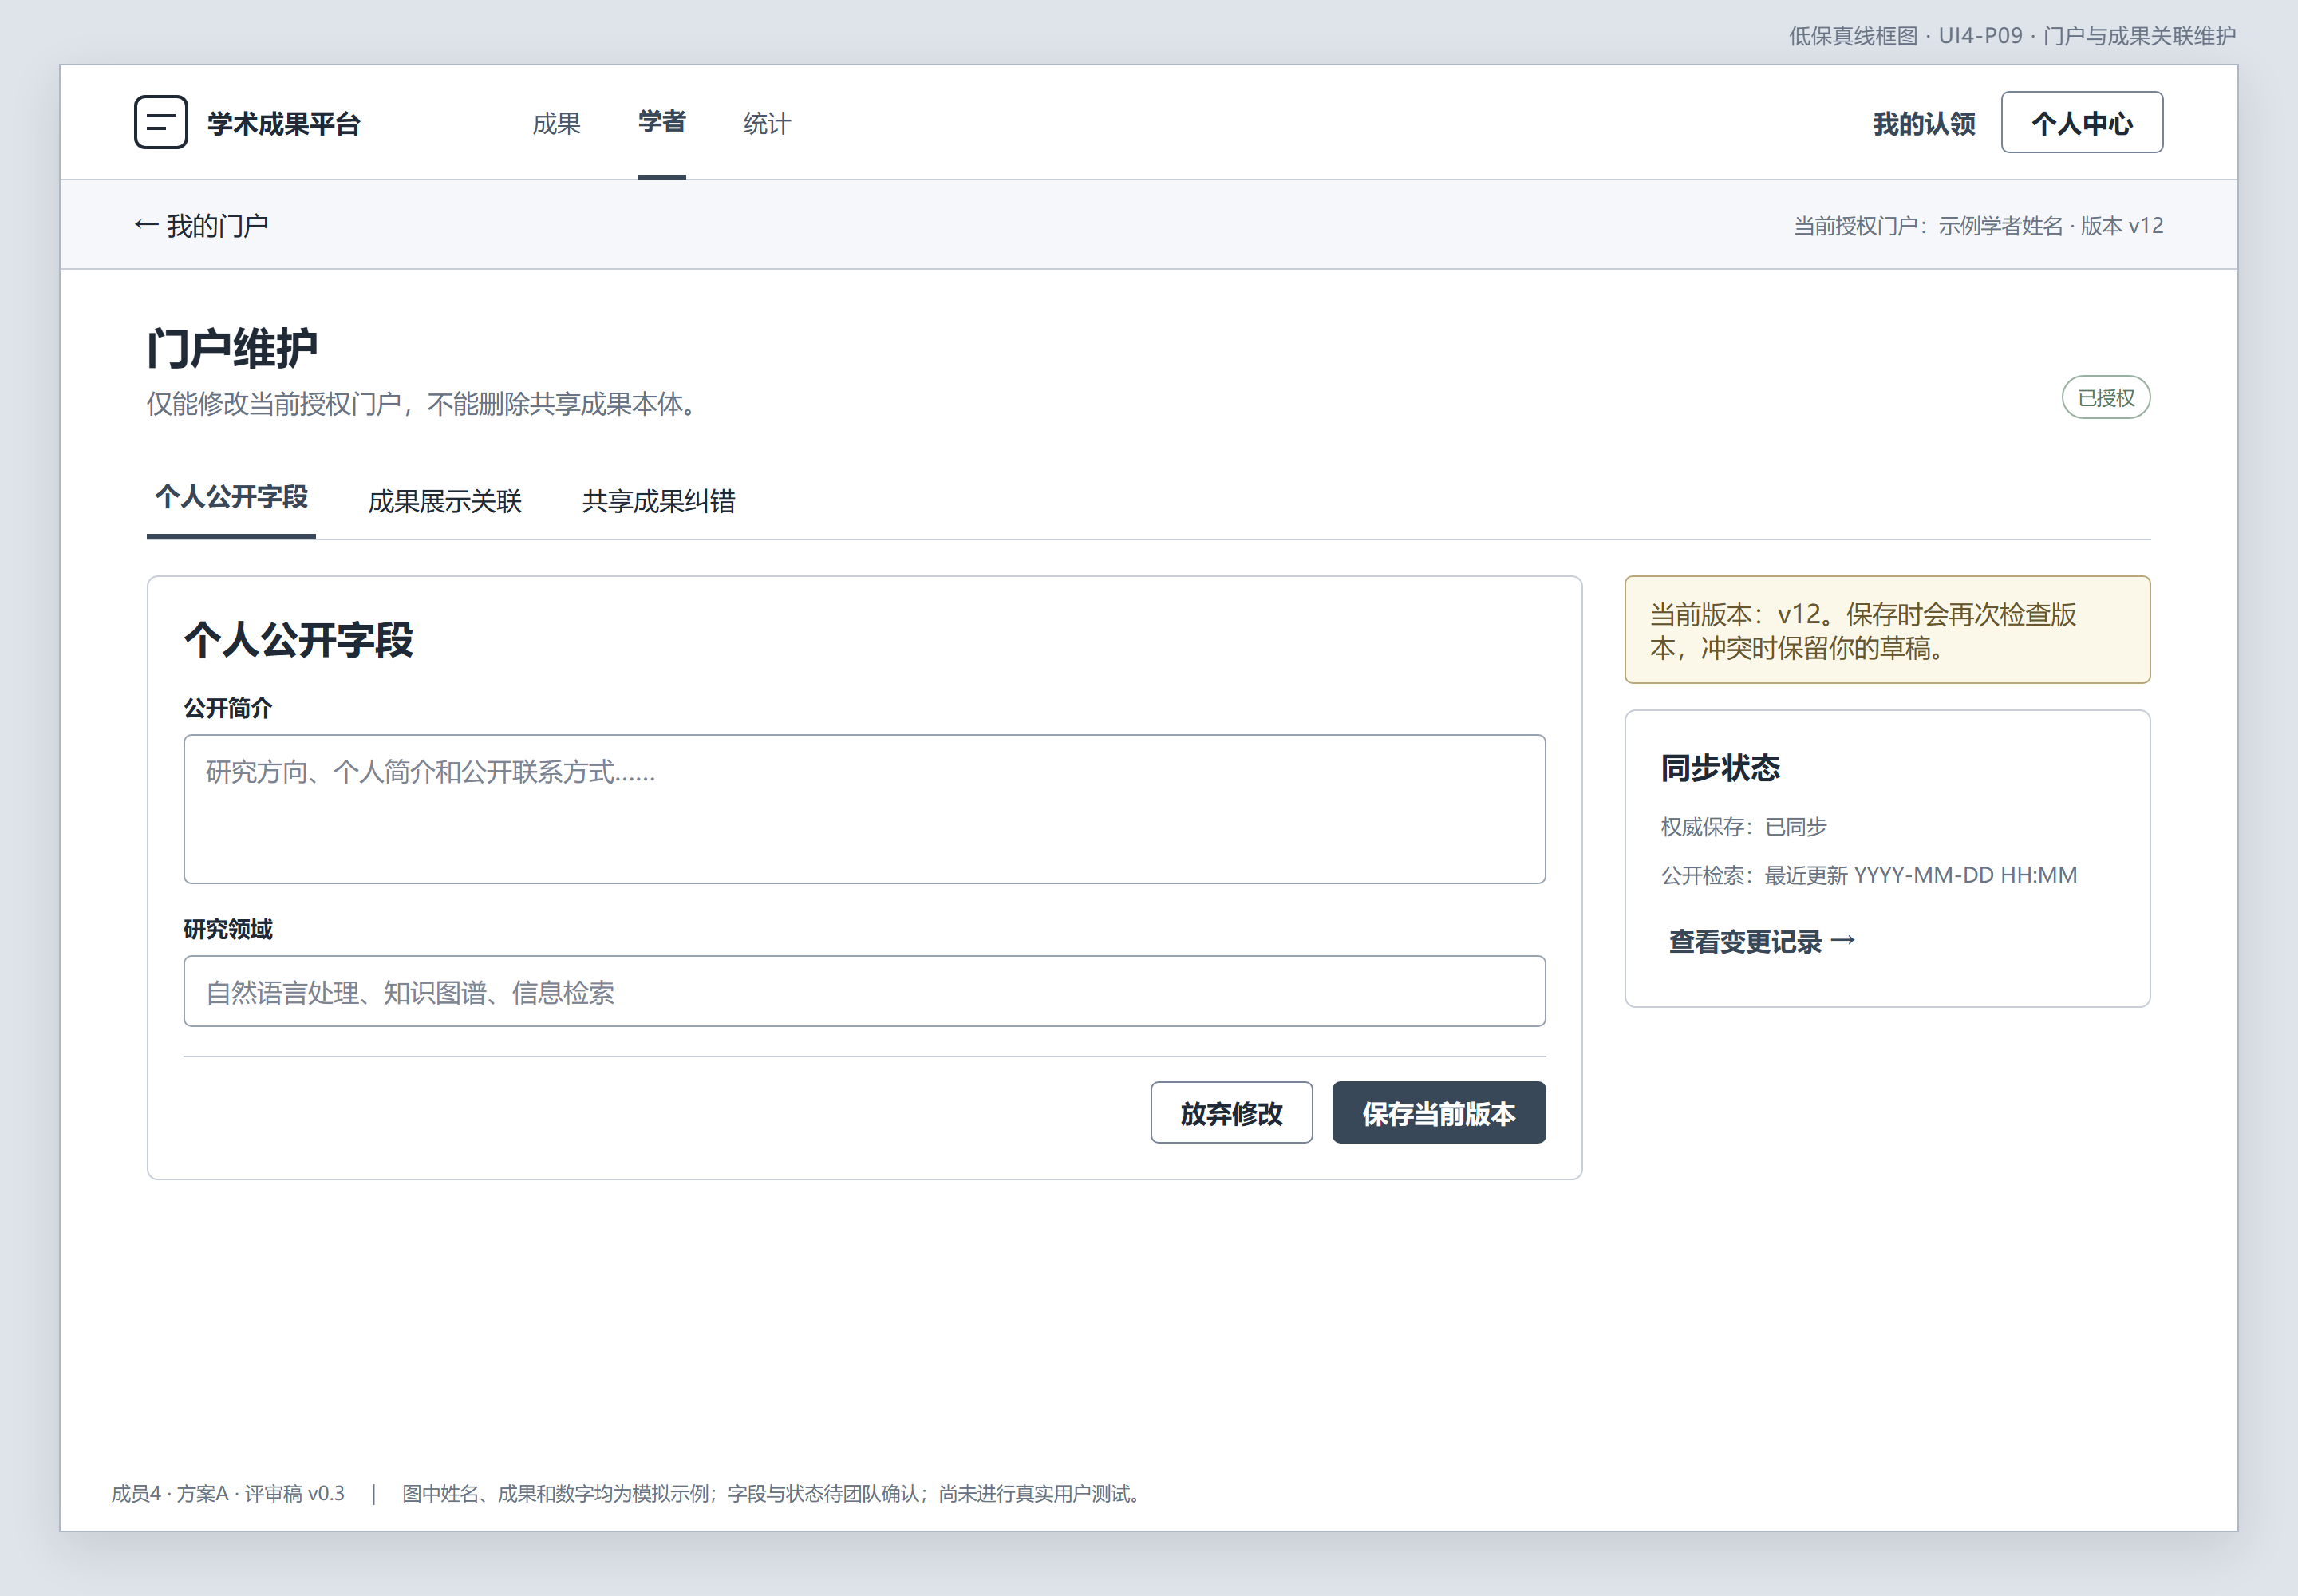 低保真线框图 · UI4-P09 · 门户与成果关联维护
学术成果平台
成果
学者
统计
我的认领
个人中心
← 我的门户
当前授权门户：示例学者姓名 · 版本 v12
门户维护
仅能修改当前授权门户，不能删除共享成果本体。
已授权
个人公开字段
成果展示关联
共享成果纠错
个人公开字段
公开简介
研究方向、个人简介和公开联系方式……
研究领域
自然语言处理、知识图谱、信息检索
放弃修改
保存当前版本
当前版本：v12。保存时会再次检查版
本，冲突时保留你的草稿。
同步状态
权威保存：已同步
公开检索：最近更新 YYYY-MM-DD HH:MM
查看变更记录 →
成员4 · 方案A · 评审稿 v0.3 | 图中姓名、成果和数字均为模拟示例；字段与状态待团队确认；尚未进行真实用户测试。